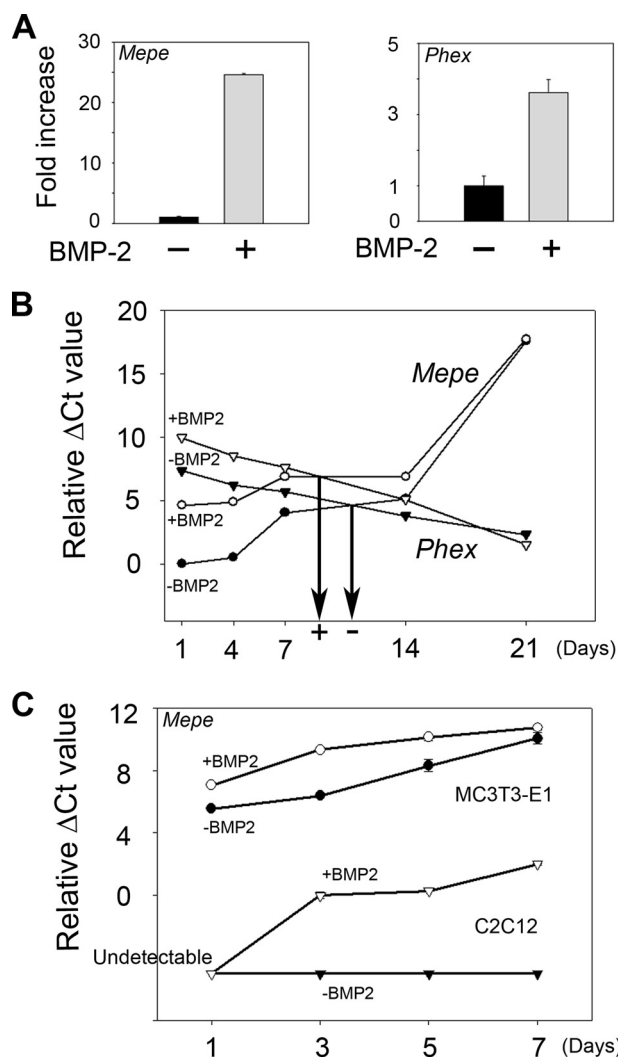 A
Fold increase
Mepe
30
20
10
0
BMP-2 − +
Phex
5
3
1
0
BMP-2 − +
B
Relative ΔCt value
20
15
10
5
0
+BMP2
-BMP2
+BMP2
-BMP2
Mepe
Phex
+ -
1 4 7 14 21 (Days)
C
Relative ΔCt value
12
8
4
0
Mepe
+BMP2
-BMP2
MC3T3-E1
+BMP2
C2C12
Undetectable
-BMP2
1 3 5 7 (Days)